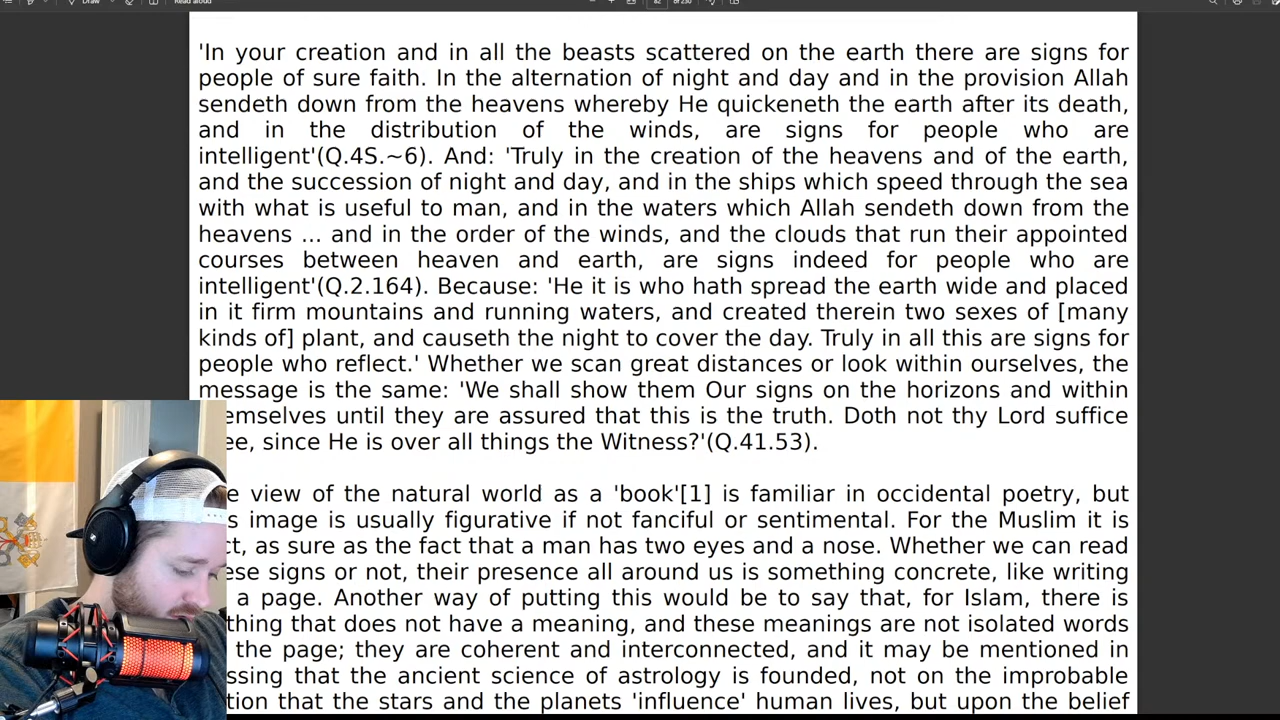 Draw
Read aloud
82 of 230
'In your creation and in all the beasts scattered on the earth there are signs for
people of sure faith. In the alternation of night and day and in the provision Allah
sendeth down from the heavens whereby He quickeneth the earth after its death,
and in the distribution of the winds, are signs for people who are
intelligent'(Q.4S.~6). And: 'Truly in the creation of the heavens and of the earth,
and the succession of night and day, and in the ships which speed through the sea
with what is useful to man, and in the waters which Allah sendeth down from the
heavens ... and in the order of the winds, and the clouds that run their appointed
courses between heaven and earth, are signs indeed for people who are
intelligent'(Q.2.164). Because: 'He it is who hath spread the earth wide and placed
in it firm mountains and running waters, and created therein two sexes of [many
kinds of] plant, and causeth the night to cover the day. Truly in all this are signs for
people who reflect.' Whether we scan great distances or look within ourselves, the
message is the same: 'We shall show them Our signs on the horizons and within
emselves until they are assured that this is the truth. Doth not thy Lord suffice
ee, since He is over all things the Witness?'(Q.41.53).
e view of the natural world as a 'book'[1] is familiar in occidental poetry, but
s image is usually figurative if not fanciful or sentimental. For the Muslim it is
ct, as sure as the fact that a man has two eyes and a nose. Whether we can read
ese signs or not, their presence all around us is something concrete, like writing
a page. Another way of putting this would be to say that, for Islam, there is
thing that does not have a meaning, and these meanings are not isolated words
the page; they are coherent and interconnected, and it may be mentioned in
ssing that the ancient science of astrology is founded, not on the improbable
tion that the stars and the planets 'influence' human lives, but upon the belief